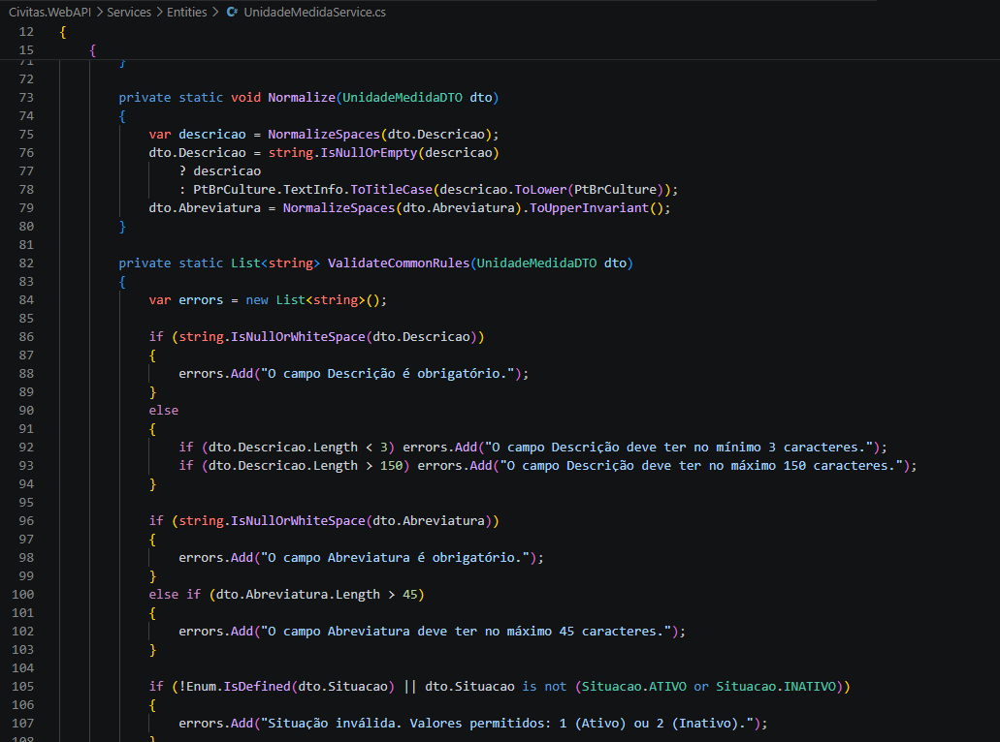 Civitas.WebAPI > Services > Entities > UnidadeMedidaService.cs
12 {
15 {
71 }
72
73 private static void Normalize(UnidadeMedidaDTO dto)
74 {
75 var descricao = NormalizeSpaces(dto.Descricao);
76 dto.Descricao = string.IsNullOrEmpty(descricao)
77 ? descricao
78 : PtBrCulture.TextInfo.ToTitleCase(descricao.ToLower(PtBrCulture));
79 dto.Abreviatura = NormalizeSpaces(dto.Abreviatura).ToUpperInvariant();
80 }
81
82 private static List<string> ValidateCommonRules(UnidadeMedidaDTO dto)
83 {
84 var errors = new List<string>();
85
86 if (string.IsNullOrWhiteSpace(dto.Descricao))
87 {
88 errors.Add("O campo Descrição é obrigatório.");
89 }
90 else
91 {
92 if (dto.Descricao.Length < 3) errors.Add("O campo Descrição deve ter no mínimo 3 caracteres.");
93 if (dto.Descricao.Length > 150) errors.Add("O campo Descrição deve ter no máximo 150 caracteres.");
94 }
95
96 if (string.IsNullOrWhiteSpace(dto.Abreviatura))
97 {
98 errors.Add("O campo Abreviatura é obrigatório.");
99 }
100 else if (dto.Abreviatura.Length > 45)
101 {
102 errors.Add("O campo Abreviatura deve ter no máximo 45 caracteres.");
103 }
104
105 if (!Enum.IsDefined(dto.Situacao) || dto.Situacao is not (Situacao.ATIVO or Situacao.INATIVO))
106 {
107 errors.Add("Situação inválida. Valores permitidos: 1 (Ativo) ou 2 (Inativo).");
108 }